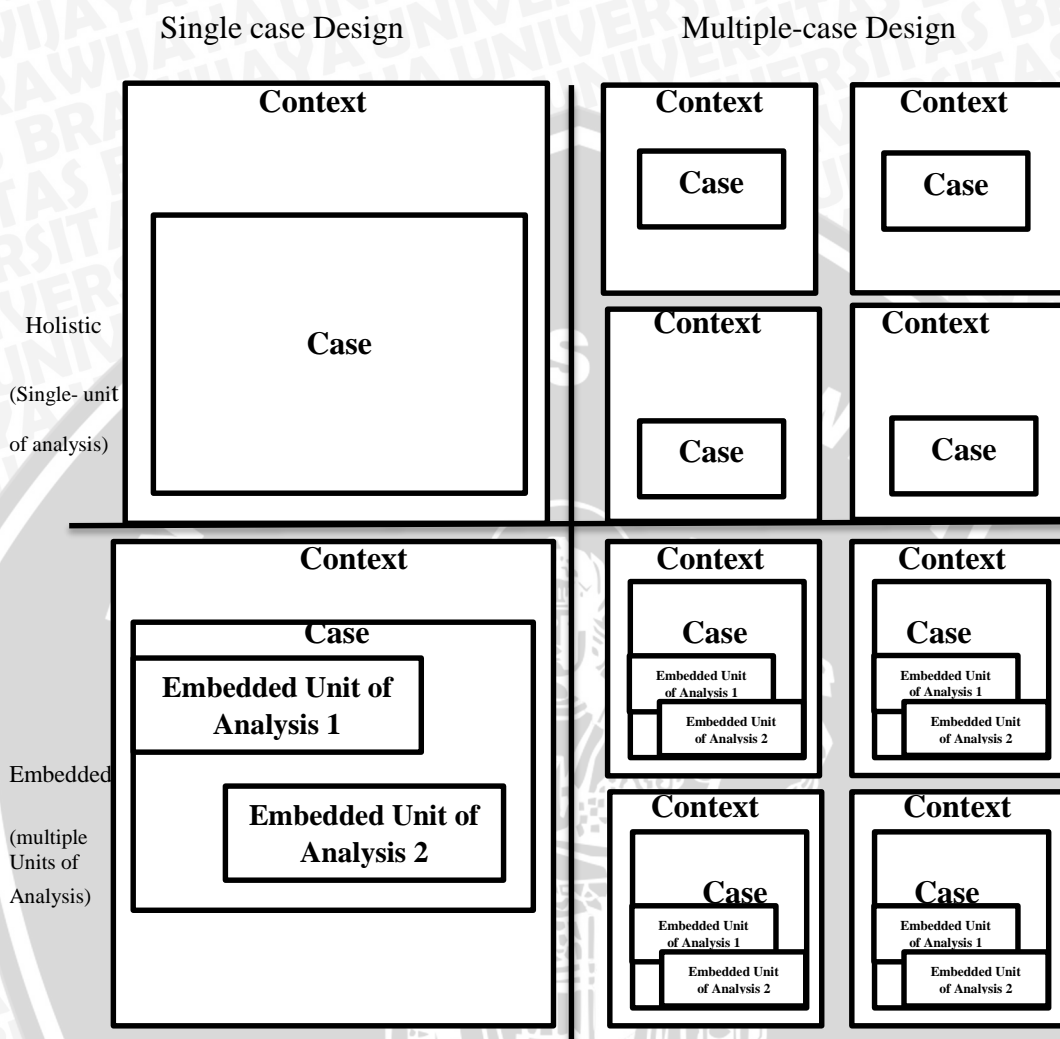 Single case Design
Multiple-case Design
Context
Case
Holistic
(Single- unit
of analysis)
Context
Case
Context
Case
Context
Case
Context
Case
Context
Case
Embedded Unit of
Analysis 1
Embedded Unit of
Analysis 2
Embedded
(multiple
Units of
Analysis)
Context
Case
Embedded Unit
of Analysis 1
Embedded Unit
of Analysis 2
Context
Case
Embedded Unit
of Analysis 1
Embedded Unit
of Analysis 2
Context
Case
Embedded Unit
of Analysis 1
Embedded Unit
of Analysis 2
Context
Case
Embedded Unit
of Analysis 1
Embedded Unit
of Analysis 2